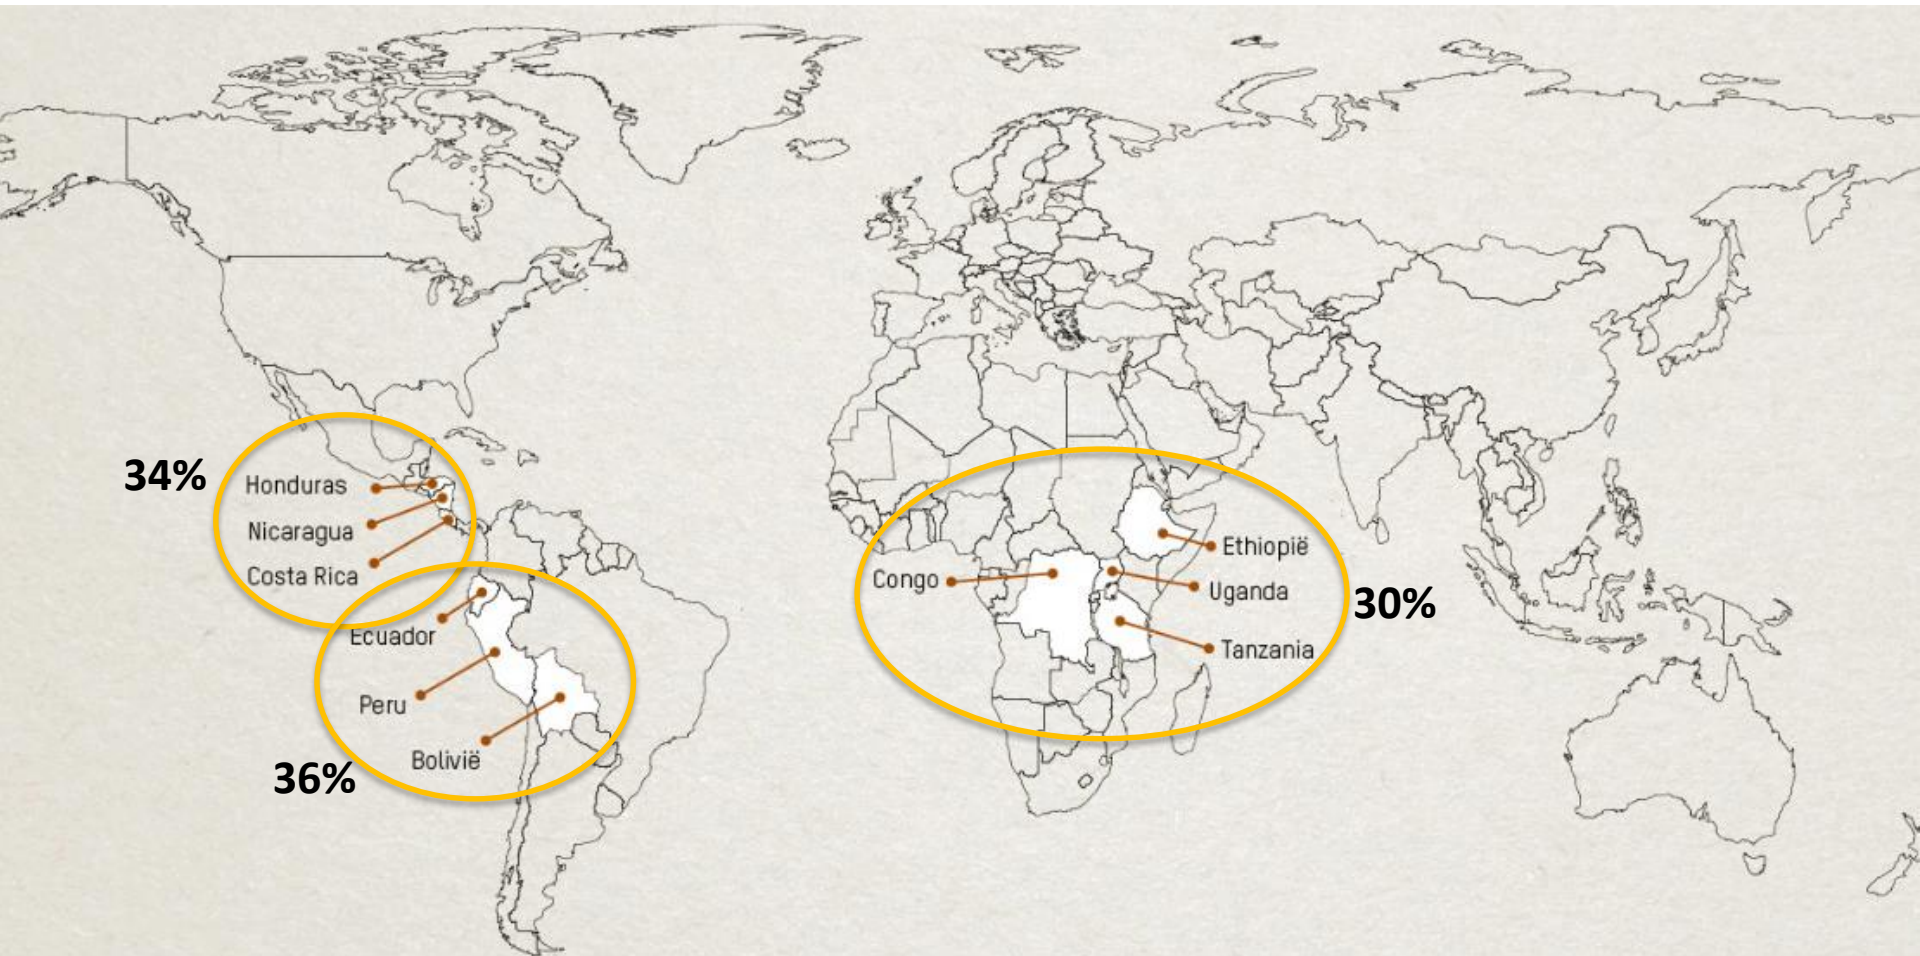 34%
Honduras
Nicaragua
Costa Rica
Ecuador
Peru
Bolivië
36%
Congo
Ethiopië
Uganda
Tanzania
30%